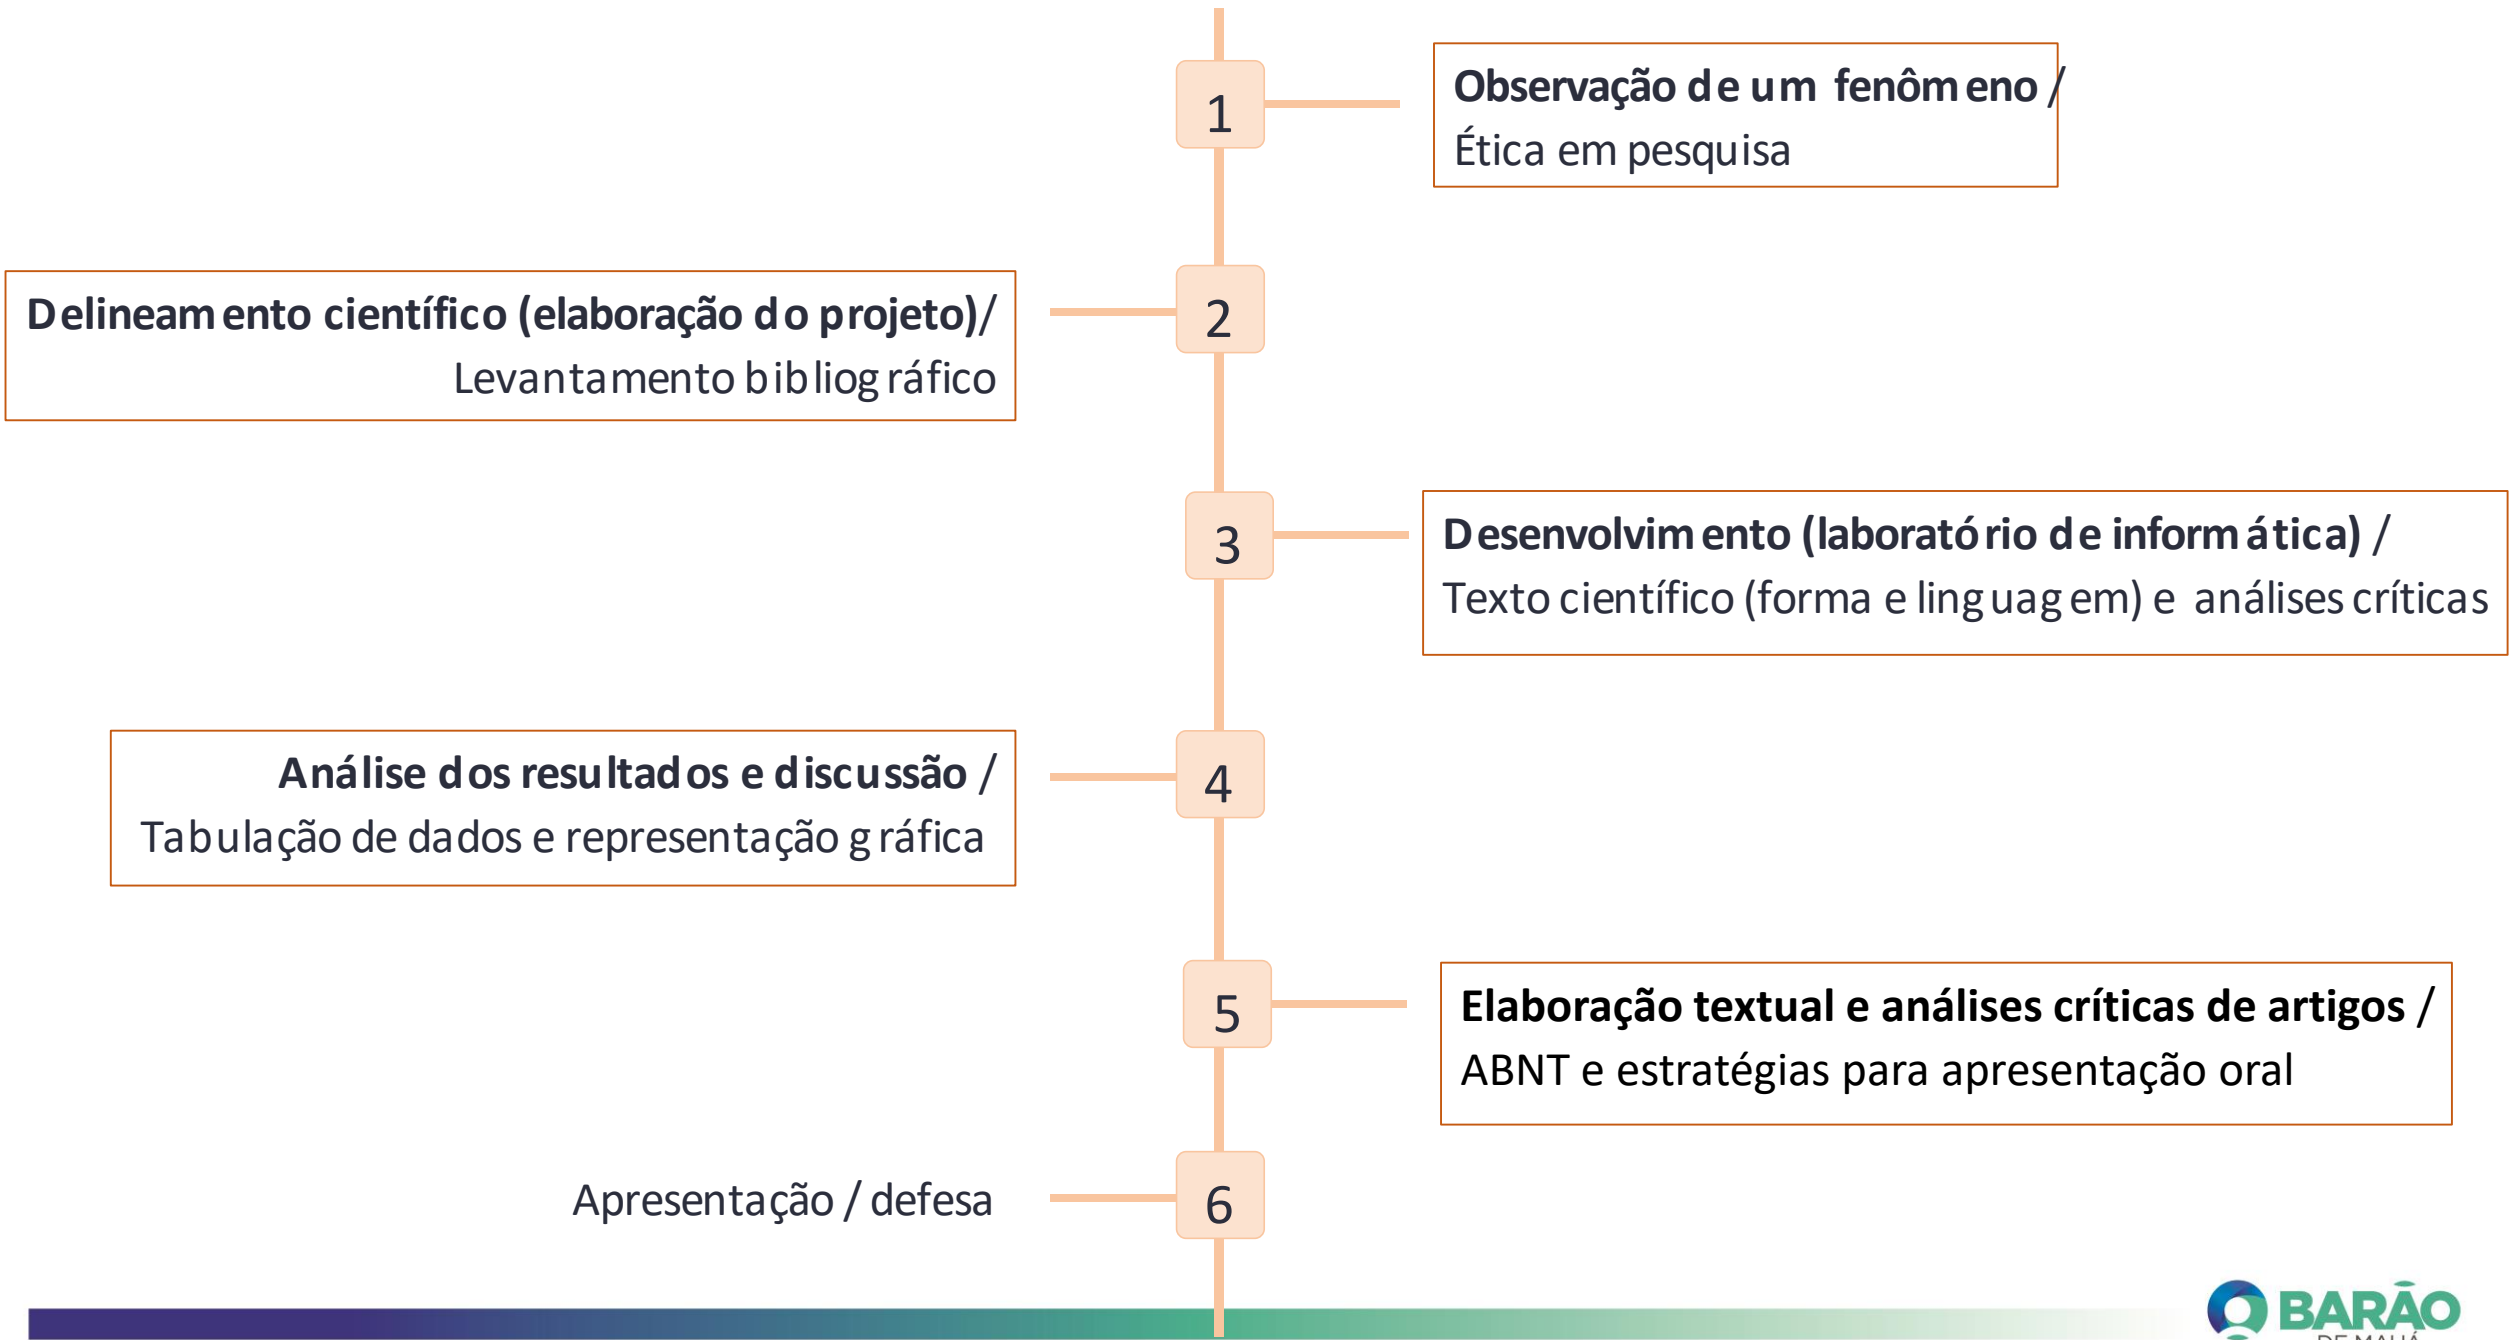 1
Observação de um fenômeno /
Ética em pesquisa
2
Delineamento científico (elaboração do projeto)/
Levantamento bibliográfico
3
Desenvolvimento (laboratório de informática) /
Texto científico (forma e linguagem) e análises críticas
4
Análise dos resultados e discussão /
Tabulação de dados e representação gráfica
5
Elaboração textual e análises críticas de artigos /
ABNT e estratégias para apresentação oral
6
Apresentação / defesa
BARÃO
DE MAUÁ